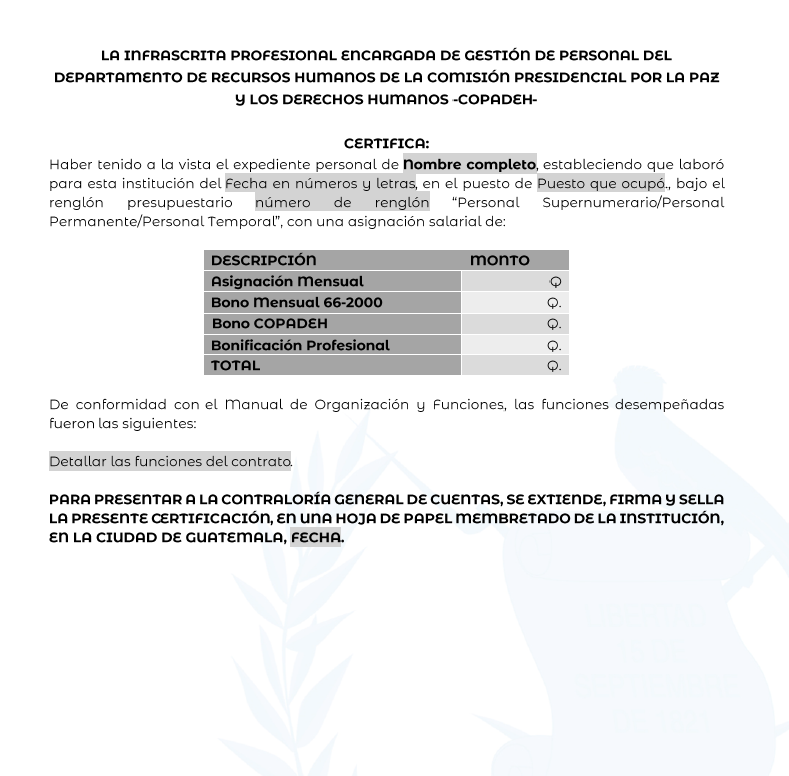 LA INFRASCRITA PROFESIONAL ENCARGADA DE GESTIÓN DE PERSONAL DEL
DEPARTAMENTO DE RECURSOS HUMANOS DE LA COMISIÓN PRESIDENCIAL POR LA PAZ
Y LOS DERECHOS HUMANOS -COPADEH-
CERTIFICA:
Haber tenido a la vista el expediente personal de Nombre completo, estableciendo que laboró
para esta institución del Fecha en números y letras, en el puesto de Puesto que ocupó., bajo el
renglón presupuestario número de renglón “Personal Supernumerario/Personal
Permanente/Personal Temporal”, con una asignación salarial de:
DESCRIPCIÓN MONTO
Asignación Mensual Q
Bono Mensual 66-2000 Q.
Bono COPADEH Q.
Bonificación Profesional Q.
TOTAL Q.
De conformidad con el Manual de Organización y Funciones, las funciones desempeñadas
fueron las siguientes:
Detallar las funciones del contrato.
PARA PRESENTAR A LA CONTRALORÍA GENERAL DE CUENTAS, SE EXTIENDE, FIRMA Y SELLA
LA PRESENTE CERTIFICACIÓN, EN UNA HOJA DE PAPEL MEMBRETADO DE LA INSTITUCIÓN,
EN LA CIUDAD DE GUATEMALA, FECHA.